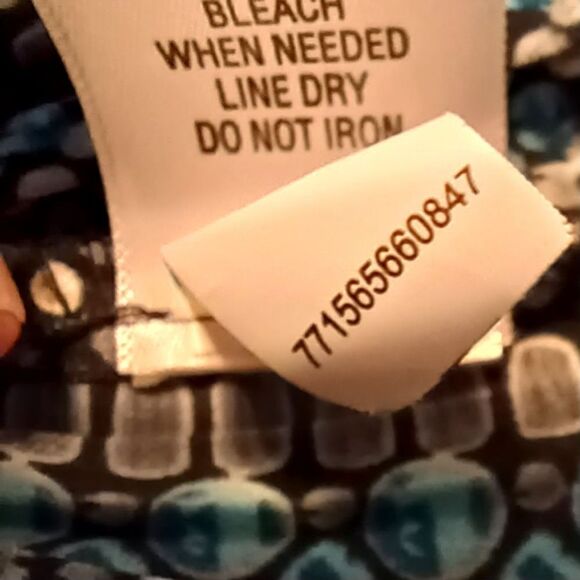 BLEACH
WHEN NEEDED
LINE DRY
DO NOT IRON
771565660847